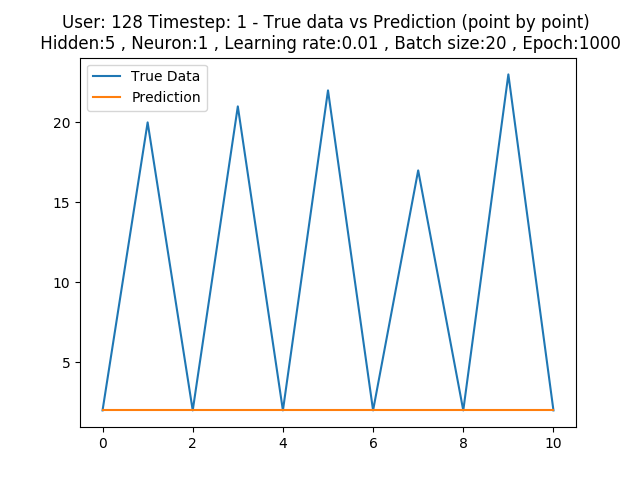 User: 128 Timestep: 1 - True data vs Prediction (point by point)
Hidden:5 , Neuron:1 , Learning rate:0.01 , Batch size:20 , Epoch:1000
True Data
Prediction
20
15
10
5
0 2 4 6 8 10